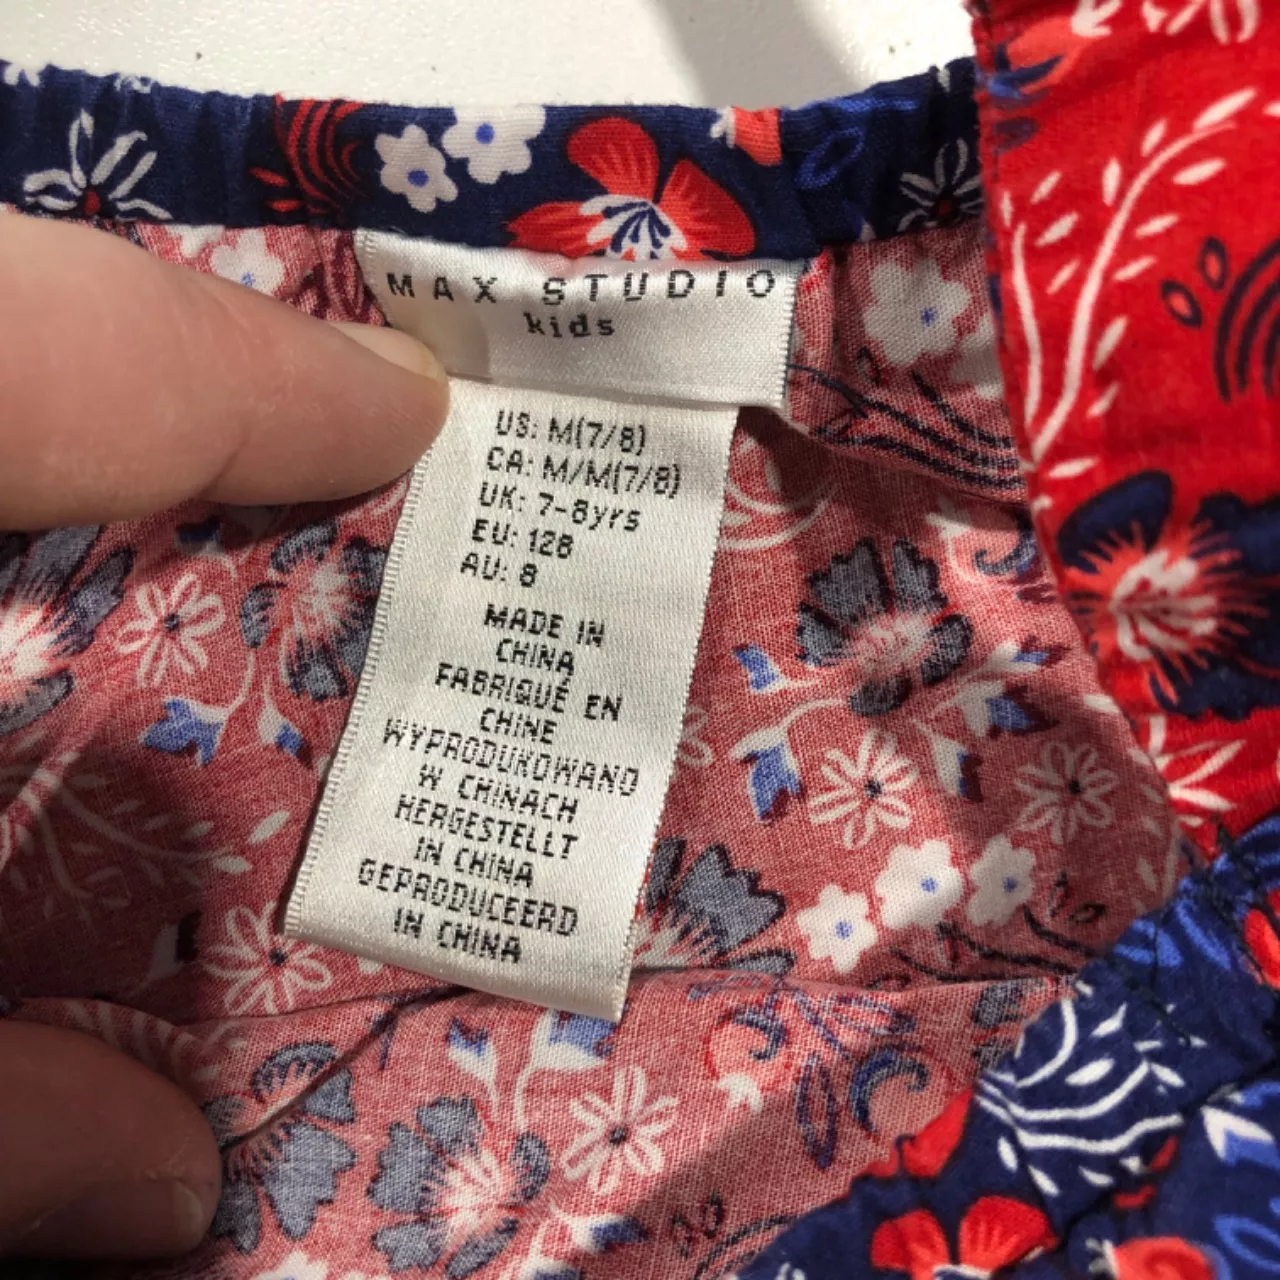 MAX STUDIO
kids
US: M(7/8)
CA: M/M(7/8)
UK: 7-8yrs
EU: 128
AU: 8
MADE IN
CHINA
FABRIQUÉ EN
CHINE
WYPRODUKOWANO
W CHINACH
HERGESTELLT
IN CHINA
GEPRODUCEERD
IN CHINA